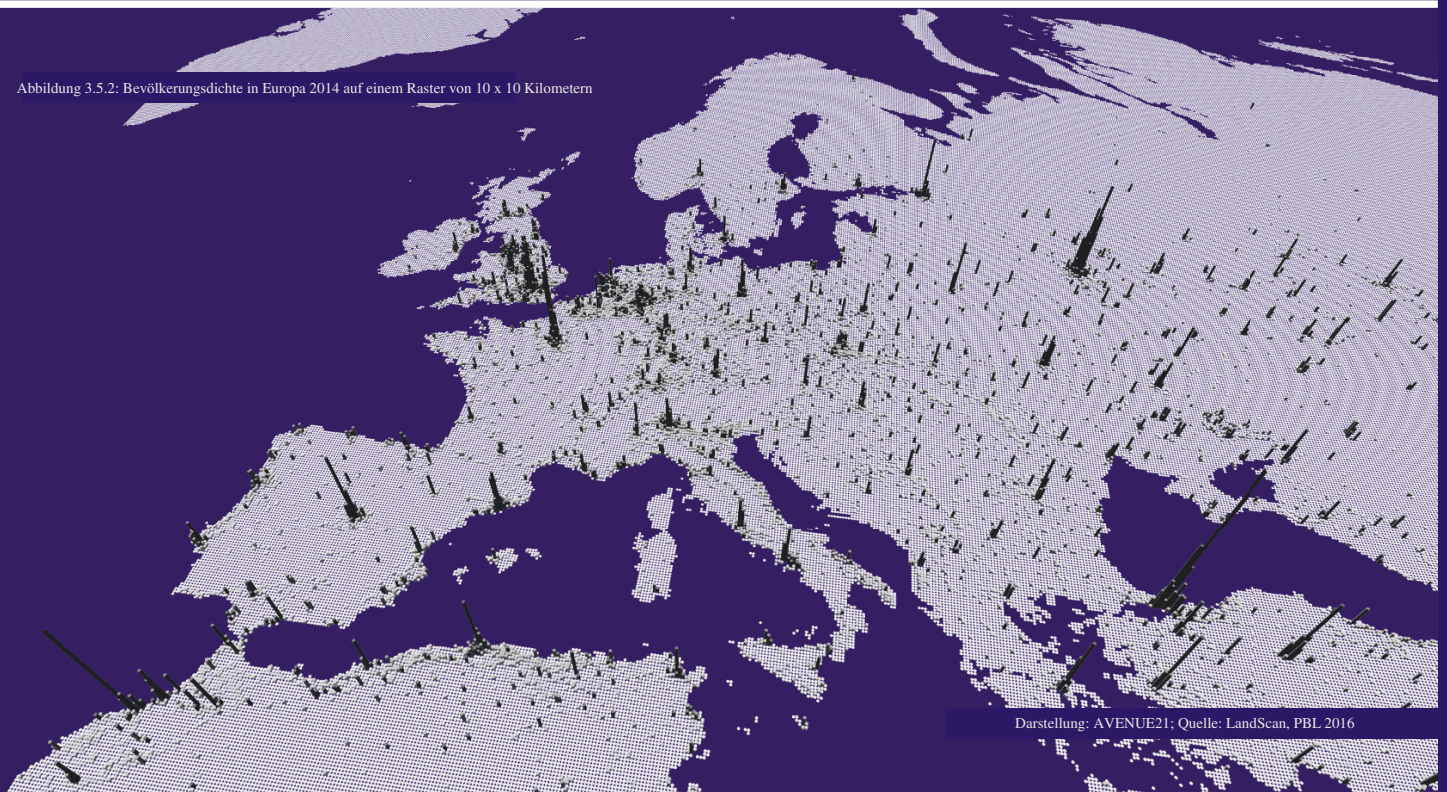 Abbildung 3.5.2: Bevölkerungsdichte in Europa 2014 auf einem Raster von 10 x 10 Kilometern
Darstellung: AVENUE21; Quelle: LandScan, PBL 2016